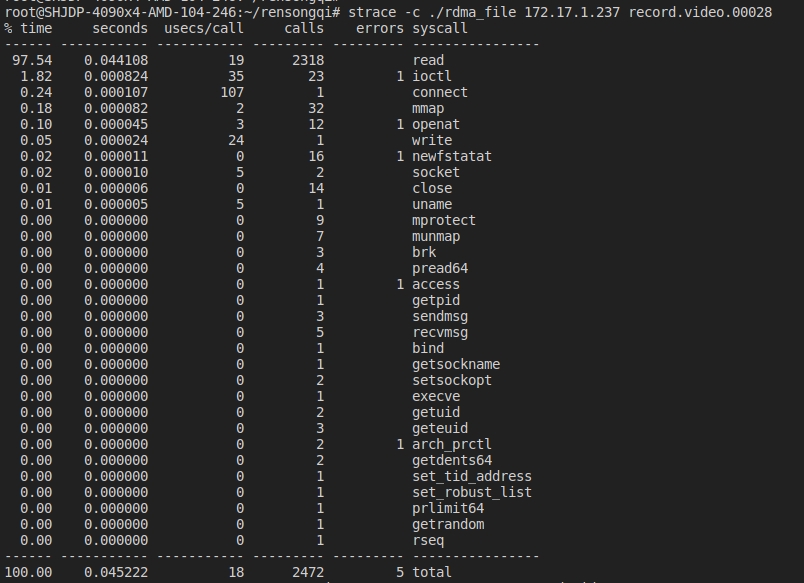 root@SHJDP-4090x4-AMD-104-246:~/rensongqi# strace -c ./rdma_file 172.17.1.237 record.video.00028
% time     seconds  usecs/call     calls    errors syscall
------ ----------- ----------- --------- --------- ----------------
 97.54    0.044108          19      2318           read
  1.82    0.000824          35        23         1 ioctl
  0.24    0.000107         107         1           connect
  0.18    0.000082           2        32           mmap
  0.10    0.000045           3        12         1 openat
  0.05    0.000024          24         1           write
  0.02    0.000011           0        16         1 newfstatat
  0.02    0.000010           5         2           socket
  0.01    0.000006           0        14           close
  0.01    0.000005           5         1           uname
  0.00    0.000000           0         9           mprotect
  0.00    0.000000           0         7           munmap
  0.00    0.000000           0         3           brk
  0.00    0.000000           0         4           pread64
  0.00    0.000000           0         1         1 access
  0.00    0.000000           0         1           getpid
  0.00    0.000000           0         3           sendmsg
  0.00    0.000000           0         5           recvmsg
  0.00    0.000000           0         1           bind
  0.00    0.000000           0         1           getsockname
  0.00    0.000000           0         2           setsockopt
  0.00    0.000000           0         1           execve
  0.00    0.000000           0         2           getuid
  0.00    0.000000           0         3           geteuid
  0.00    0.000000           0         2         1 arch_prctl
  0.00    0.000000           0         2           getdents64
  0.00    0.000000           0         1           set_tid_address
  0.00    0.000000           0         1           set_robust_list
  0.00    0.000000           0         1           prlimit64
  0.00    0.000000           0         1           getrandom
  0.00    0.000000           0         1           rseq
------ ----------- ----------- --------- --------- ----------------
100.00    0.045222          18      2472         5 total